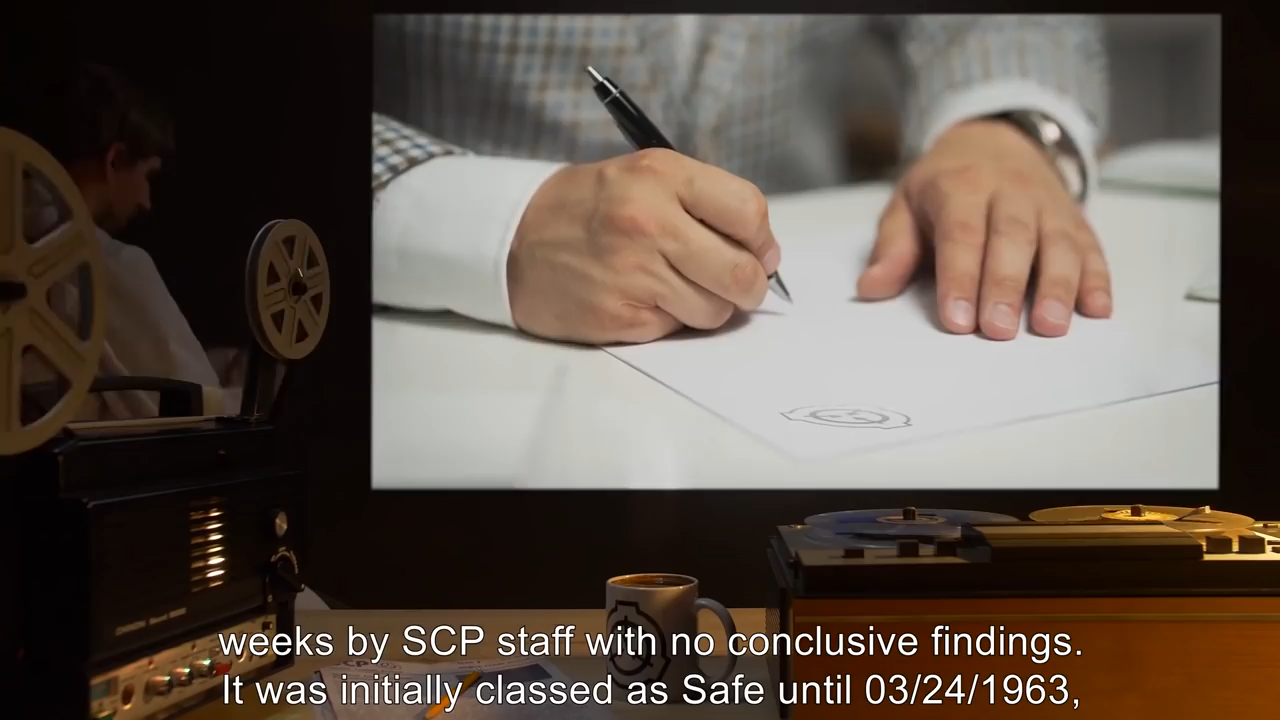 weeks by SCP staff with no conclusive findings.
It was initially classed as Safe until 03/24/1963,